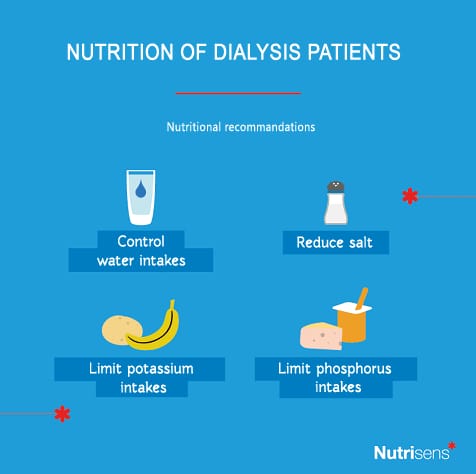 NUTRITION OF DIALYSIS PATIENTS
Nutritional recommandations
Control
water intakes
Reduce salt
Limit potassium
intakes
Limit phosphorus
intakes
Nutrisens